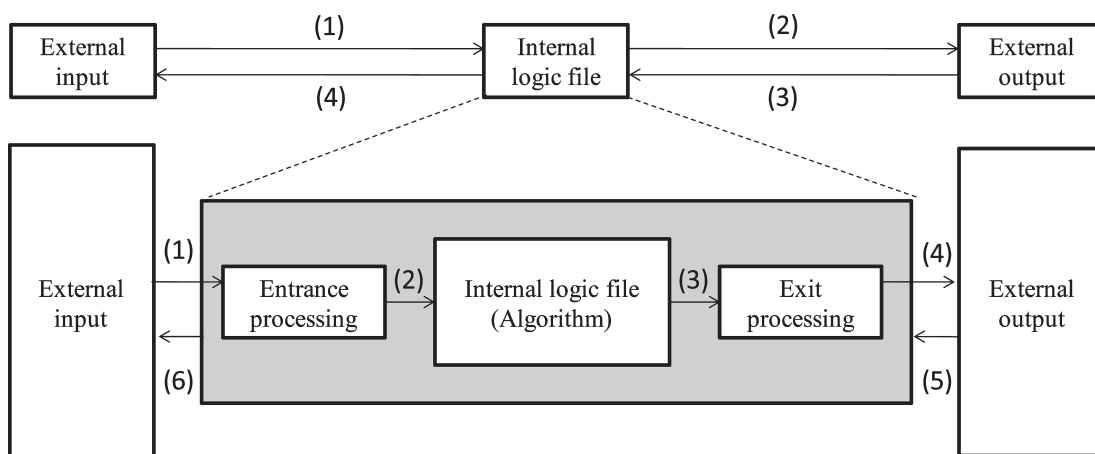 (1)
(2)
External
input
Internal
logic file
External
output
(4)
(3)
(1)
(2)
(3)
(4)
External
input
Entrance
processing
Internal logic file
(Algorithm)
Exit
processing
External
output
(6)
(5)